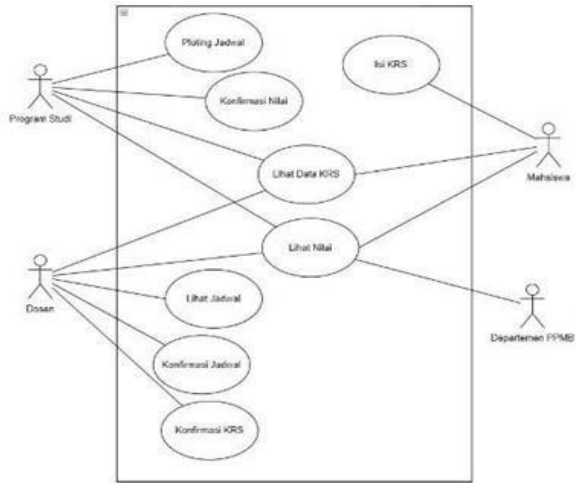 Ploting Jadwal
Isi KRS
Konfirmasi Nilai
Program Studi
Lihat Data KRS
Mahsiswa
Lihat Nilai
Lihat Jadwal
Dosen
Departemen PPMB
Konfirmasi Jadwal
Konfirmasi KRS